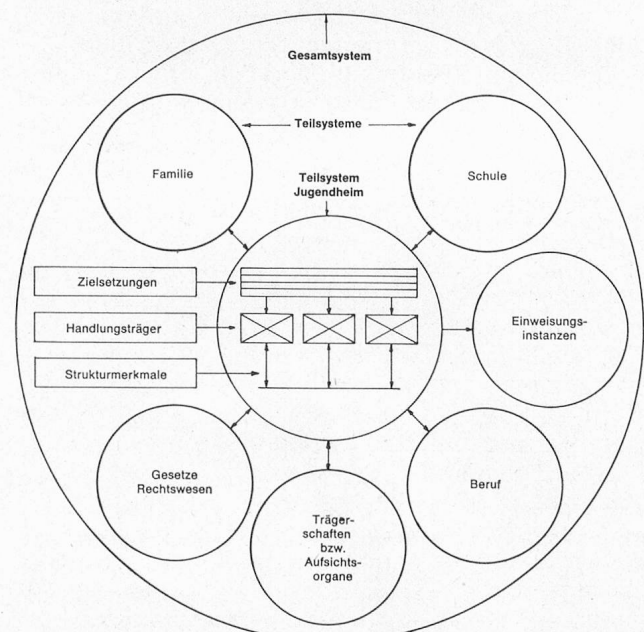 Gesamtsystem
Teilsysteme
Familie
Schule
Teilsystem
Jugendheim
Zielsetzungen
Handlungsträger
Strukturmerkmale
Einweisungs-
instanzen
Gesetze
Rechtswesen
Beruf
Träger-
schaften
bzw.
Aufsichts-
organe